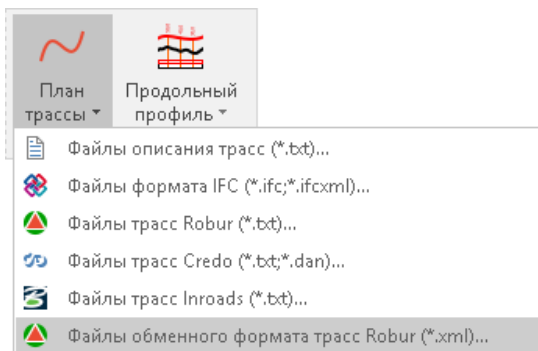 План
трассы
Продольный
профиль
Файлы описания трасс (*.txt)...
Файлы формата IFC (*.ifc;*.ifcxml)...
Файлы трасс Robur (*.txt)...
Файлы трасс Credo (*.txt;*.dan)...
Файлы трасс Inroads (*.txt)...
Файлы обменного формата трасс Robur (*.xml)...